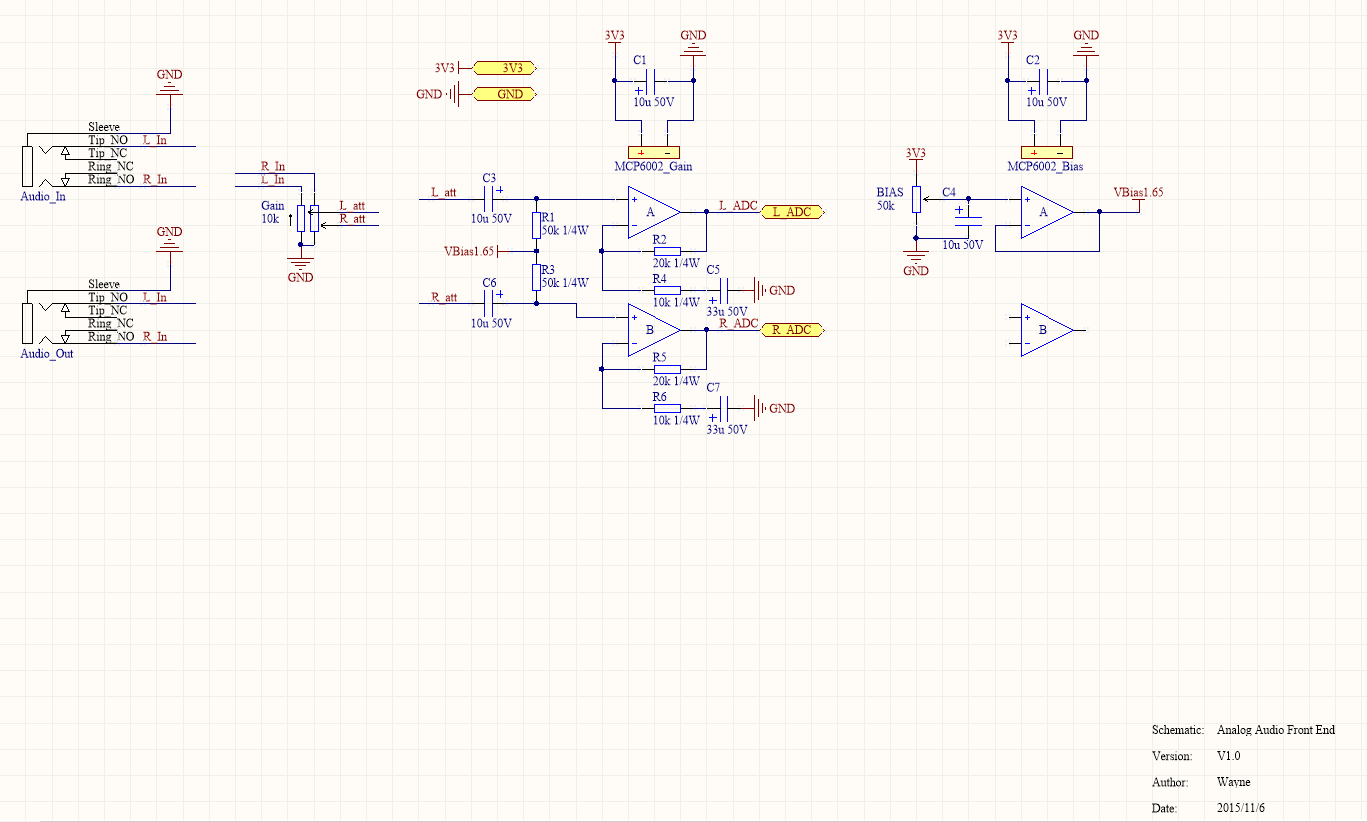 GND
Sleeve
Tip_NO L_In
Tip_NC
Ring_NC
Ring_NO R_In
Audio_In
GND
Sleeve
Tip_NO L_In
Tip_NC
Ring_NC
Ring_NO R_In
Audio_Out
R_In
L_In
Gain
10k
L_att
R_att
GND
3V3 3V3
GND GND
3V3 GND
C1
+
10u 50V
+ -
MCP6002_Gain
L_att
C3
+
10u 50V
R1
50k 1/4W
VBias1.65
R3
50k 1/4W
R_att
C6
+
10u 50V
+
A
-
L_ADC L_ADC
R2
20k 1/4W
R4
10k 1/4W
C5
+
33u 50V
GND
+
B
-
R_ADC R_ADC
R5
20k 1/4W
R6
10k 1/4W
C7
+
33u 50V
GND
3V3 GND
C2
+
10u 50V
+ -
MCP6002_Bias
3V3
BIAS
50k
C4
+
10u 50V
GND
+
A
-
VBias1.65
+
B
-
Schematic: Analog Audio Front End
Version: V1.0
Author: Wayne
Date: 2015/11/6